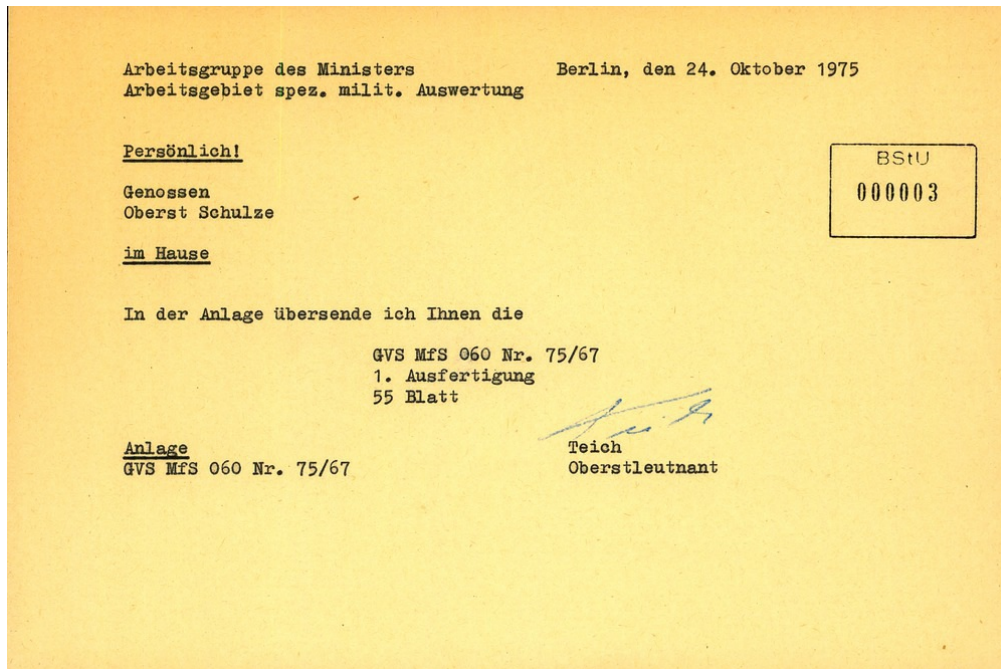 Arbeitsgruppe des Ministers Berlin, den 24. Oktober 1975
Arbeitsgebiet spez. milit. Auswertung
Persönlich!
BStU
000003
Genossen
Oberst Schulze
im Hause
In der Anlage übersende ich Ihnen die
GVS MfS 060 Nr. 75/67
1. Ausfertigung
55 Blatt
Anlage Teich
GVS MfS 060 Nr. 75/67 Oberstleutnant